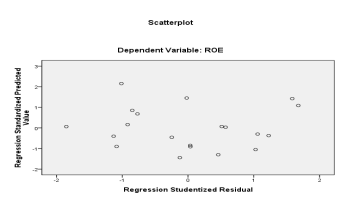 Scatterplot
Dependent Variable: ROE
Regression Standardized Predicted
Value
3
2
1
0
-1
-2
-2
-1
0
1
2
Regression Studentized Residual